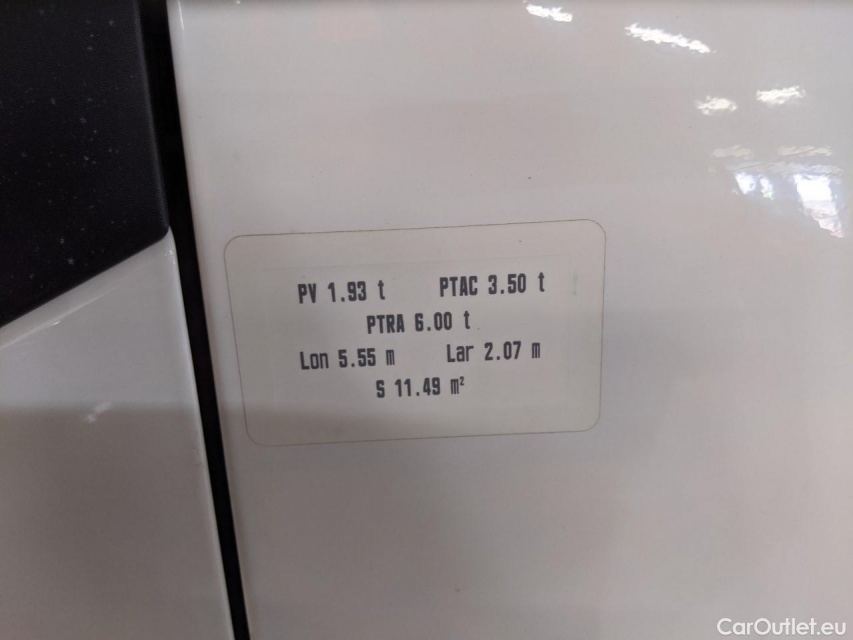 PV 1.93 t PTAC 3.50 t
PTRA 6.00 t
Lon 5.55 m Lar 2.07 m
S 11.49 m²
CarOutlet.eu